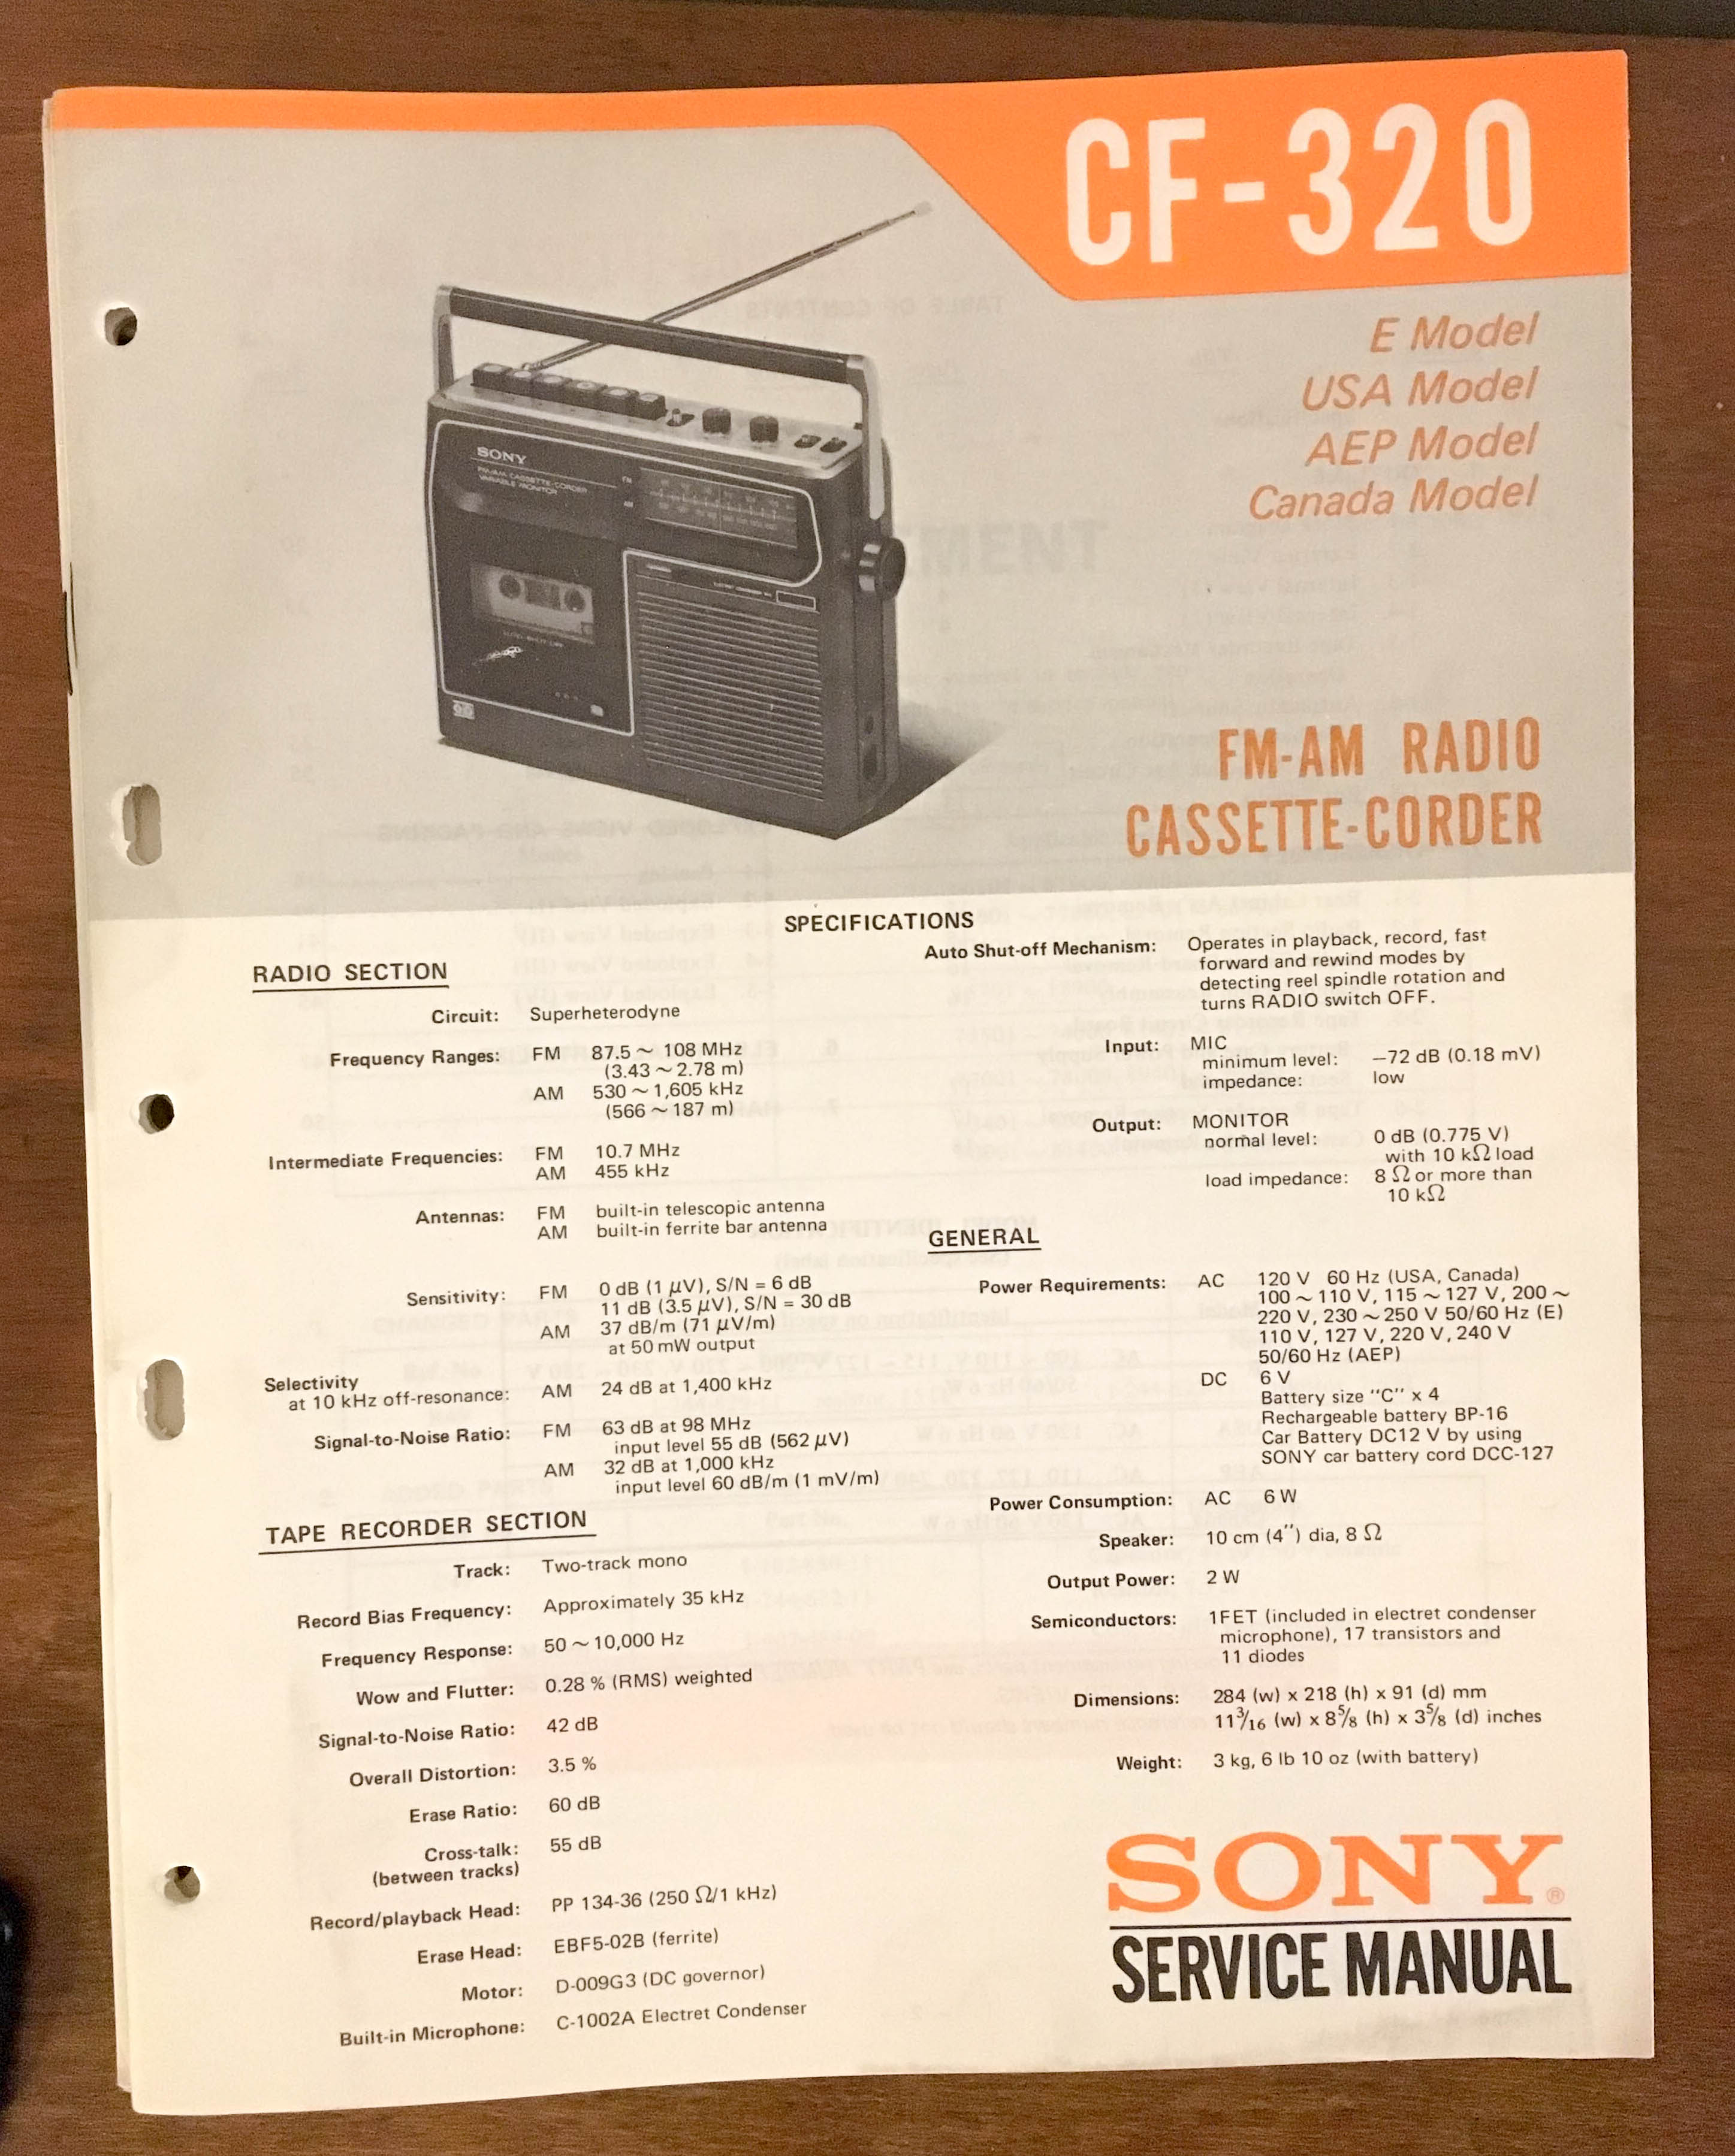 CF-320
E Model
USA Model
AEP Model
Canada Model
SONY
FM-AM CASSETTE-CORDER
VARIABLE MONITOR
FM-AM RADIO
CASSETTE-CORDER
SPECIFICATIONS
RADIO SECTION
Circuit: Superheterodyne
Frequency Ranges: FM 87.5 ~ 108 MHz
(3.43 ~ 2.78 m)
AM 530 ~ 1,605 kHz
(566 ~ 187 m)
Intermediate Frequencies: FM 10.7 MHz
AM 455 kHz
Antennas: FM built-in telescopic antenna
AM built-in ferrite bar antenna
Sensitivity: FM 0 dB (1 μV), S/N = 6 dB
11 dB (3.5 μV), S/N = 30 dB
AM 37 dB/m (71 μV/m)
at 50 mW output
Selectivity
at 10 kHz off-resonance: AM 24 dB at 1,400 kHz
Signal-to-Noise Ratio: FM 63 dB at 98 MHz
input level 55 dB (562 μV)
AM 32 dB at 1,000 kHz
input level 60 dB/m (1 mV/m)
TAPE RECORDER SECTION
Track: Two-track mono
Record Bias Frequency: Approximately 35 kHz
Frequency Response: 50 ~ 10,000 Hz
Wow and Flutter: 0.28 % (RMS) weighted
Signal-to-Noise Ratio: 42 dB
Overall Distortion: 3.5 %
Erase Ratio: 60 dB
Cross-talk: 55 dB
(between tracks)
Record/playback Head: PP 134-36 (250 Ω/1 kHz)
Erase Head: EBF5-02B (ferrite)
Motor: D-009G3 (DC governor)
Built-in Microphone: C-1002A Electret Condenser
Auto Shut-off Mechanism: Operates in playback, record, fast
forward and rewind modes by
detecting reel spindle rotation and
turns RADIO switch OFF.
Input: MIC
minimum level: −72 dB (0.18 mV)
impedance: low
Output: MONITOR
normal level: 0 dB (0.775 V)
with 10 kΩ load
load impedance: 8 Ω or more than
10 kΩ
GENERAL
Power Requirements: AC 120 V 60 Hz (USA, Canada)
100 ~ 110 V, 115 ~ 127 V, 200 ~
220 V, 230 ~ 250 V 50/60 Hz (E)
110 V, 127 V, 220 V, 240 V
50/60 Hz (AEP)
DC 6 V
Battery size "C" x 4
Rechargeable battery BP-16
Car Battery DC12 V by using
SONY car battery cord DCC-127
Power Consumption: AC 6 W
Speaker: 10 cm (4") dia, 8 Ω
Output Power: 2 W
Semiconductors: 1FET (included in electret condenser
microphone), 17 transistors and
11 diodes
Dimensions: 284 (w) x 218 (h) x 91 (d) mm
11 3/16 (w) x 8 5/8 (h) x 3 5/8 (d) inches
Weight: 3 kg, 6 lb 10 oz (with battery)
SONY®
SERVICE MANUAL